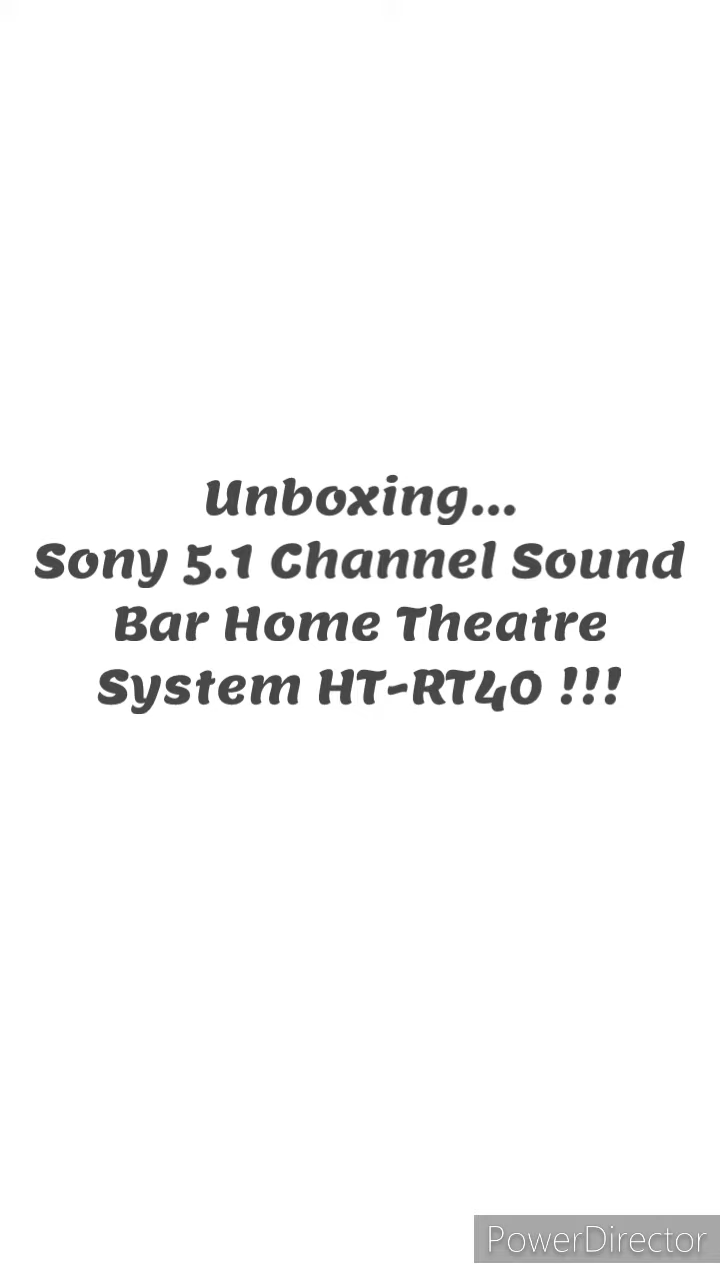 Unboxing...
Sony 5.1 Channel Sound
Bar Home Theatre
System HT-RT40 !!!
PowerDirector